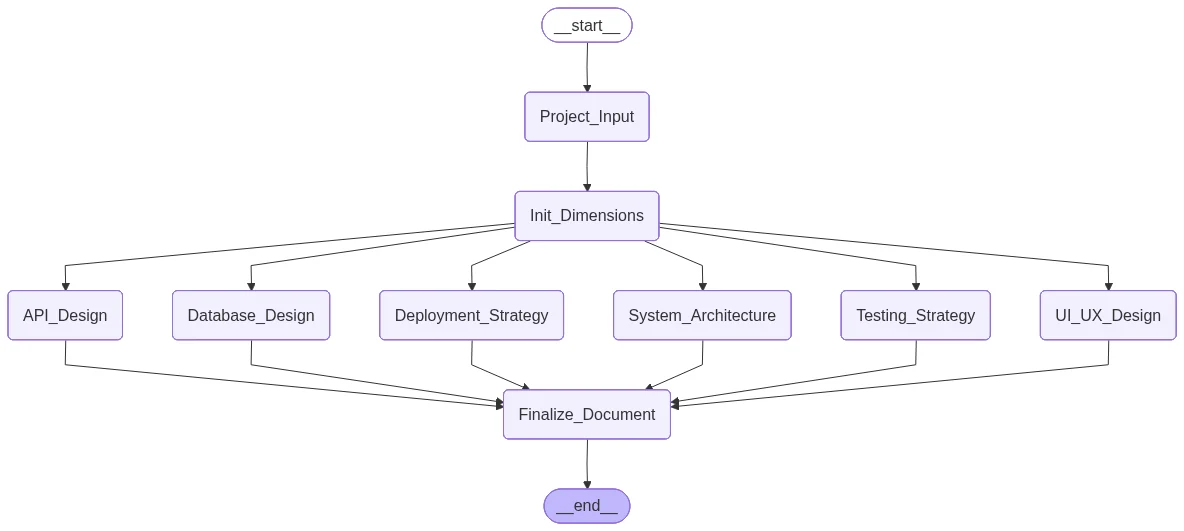 __start__
Project_Input
Init_Dimensions
API_Design
Database_Design
Deployment_Strategy
System_Architecture
Testing_Strategy
UI_UX_Design
Finalize_Document
__end__